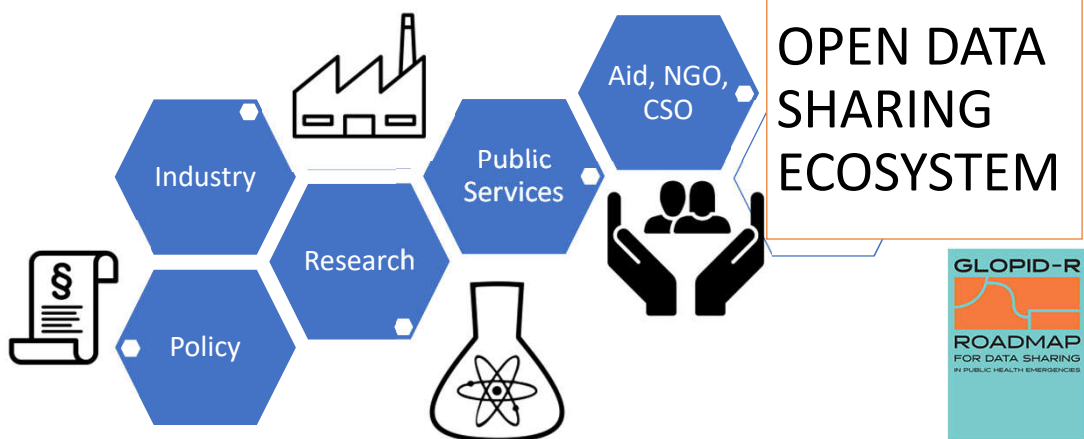 OPEN DATA
SHARING
ECOSYSTEM
Aid, NGO,
CSO
Public
Services
Industry
Research
Policy
§
GLOPID-R
ROADMAP
FOR DATA SHARING
IN PUBLIC HEALTH EMERGENCIES